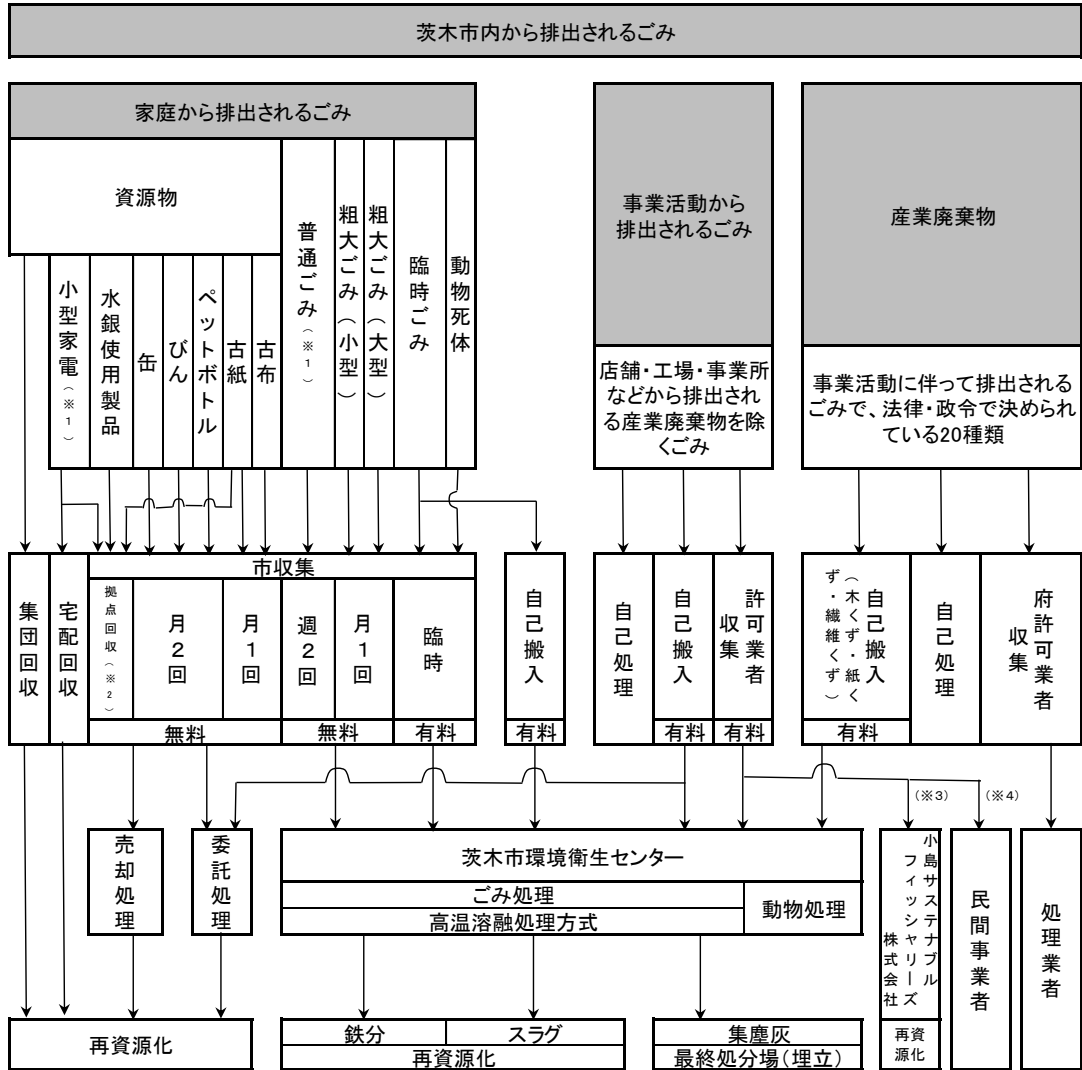 茨木市内から排出されるごみ
家庭から排出されるごみ
事業活動から
排出されるごみ
産業廃棄物
資源物
小型家電(※1)
水銀使用製品
缶
びん
ペットボトル
古紙
古布
普通ごみ(※1)
粗大ごみ(小型)
粗大ごみ(大型)
臨時ごみ
動物死体
店舗・工場・事業所
などから排出され
る産業廃棄物を除
くごみ
事業活動に伴って排出される
ごみで、法律・政令で決められ
ている20種類
集団回収
宅配回収
市収集
拠点回収(※2)
月2回
月1回
週2回
月1回
臨時
無料
無料
有料
自己搬入
有料
自己処理
自己搬入
有料
許可業者
収集
有料
自己搬入
(木くず・紙く
ず・繊維くず)
有料
自己処理
府許可業者
収集
(※3)
(※4)
売却処理
委託処理
茨木市環境衛生センター
ごみ処理
高温溶融処理方式
動物処理
小島サステナブル
フィッシャリーズ
株式会社
民間事業者
処理業者
再資源化
鉄分
スラグ
再資源化
集塵灰
最終処分場(埋立)
再資
源化